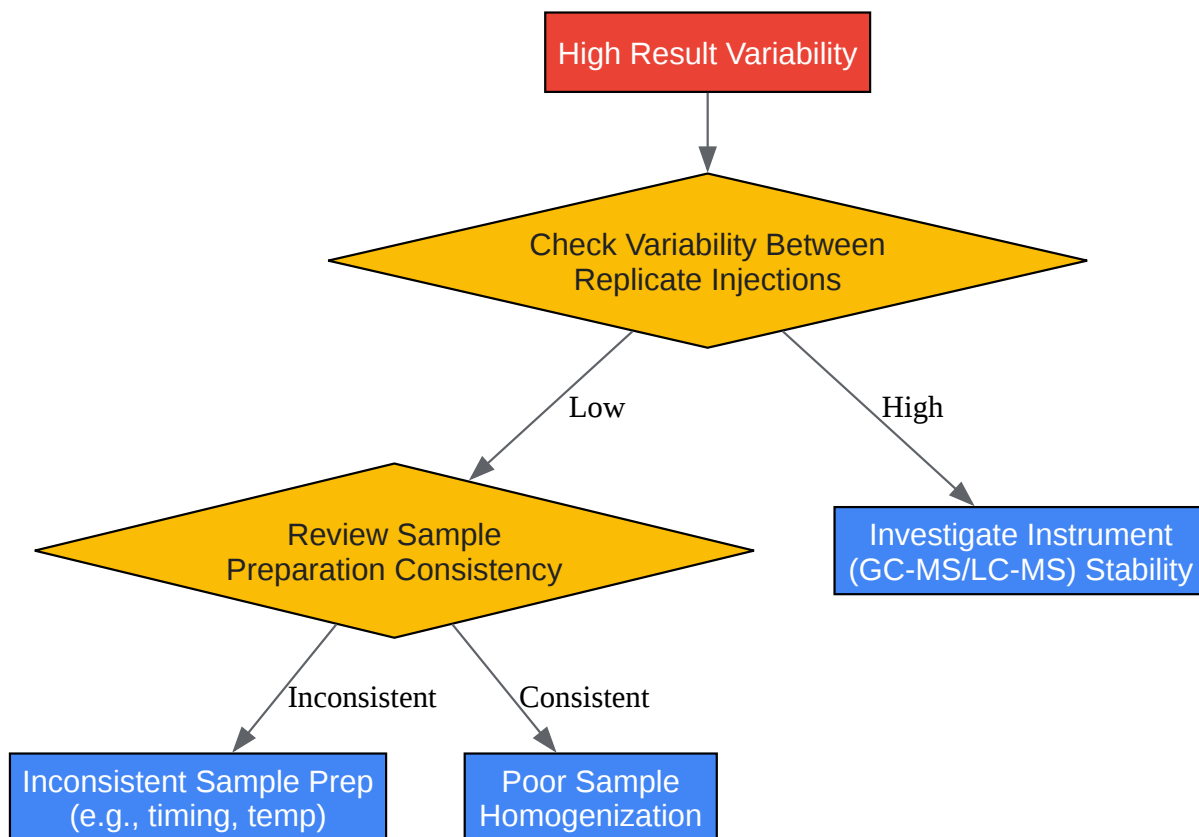 High Result Variability
Check Variability Between
Replicate Injections
Low
High
Review Sample
Preparation Consistency
Investigate Instrument
(GC-MS/LC-MS) Stability
Inconsistent
Consistent
Inconsistent Sample Prep
(e.g., timing, temp)
Poor Sample
Homogenization